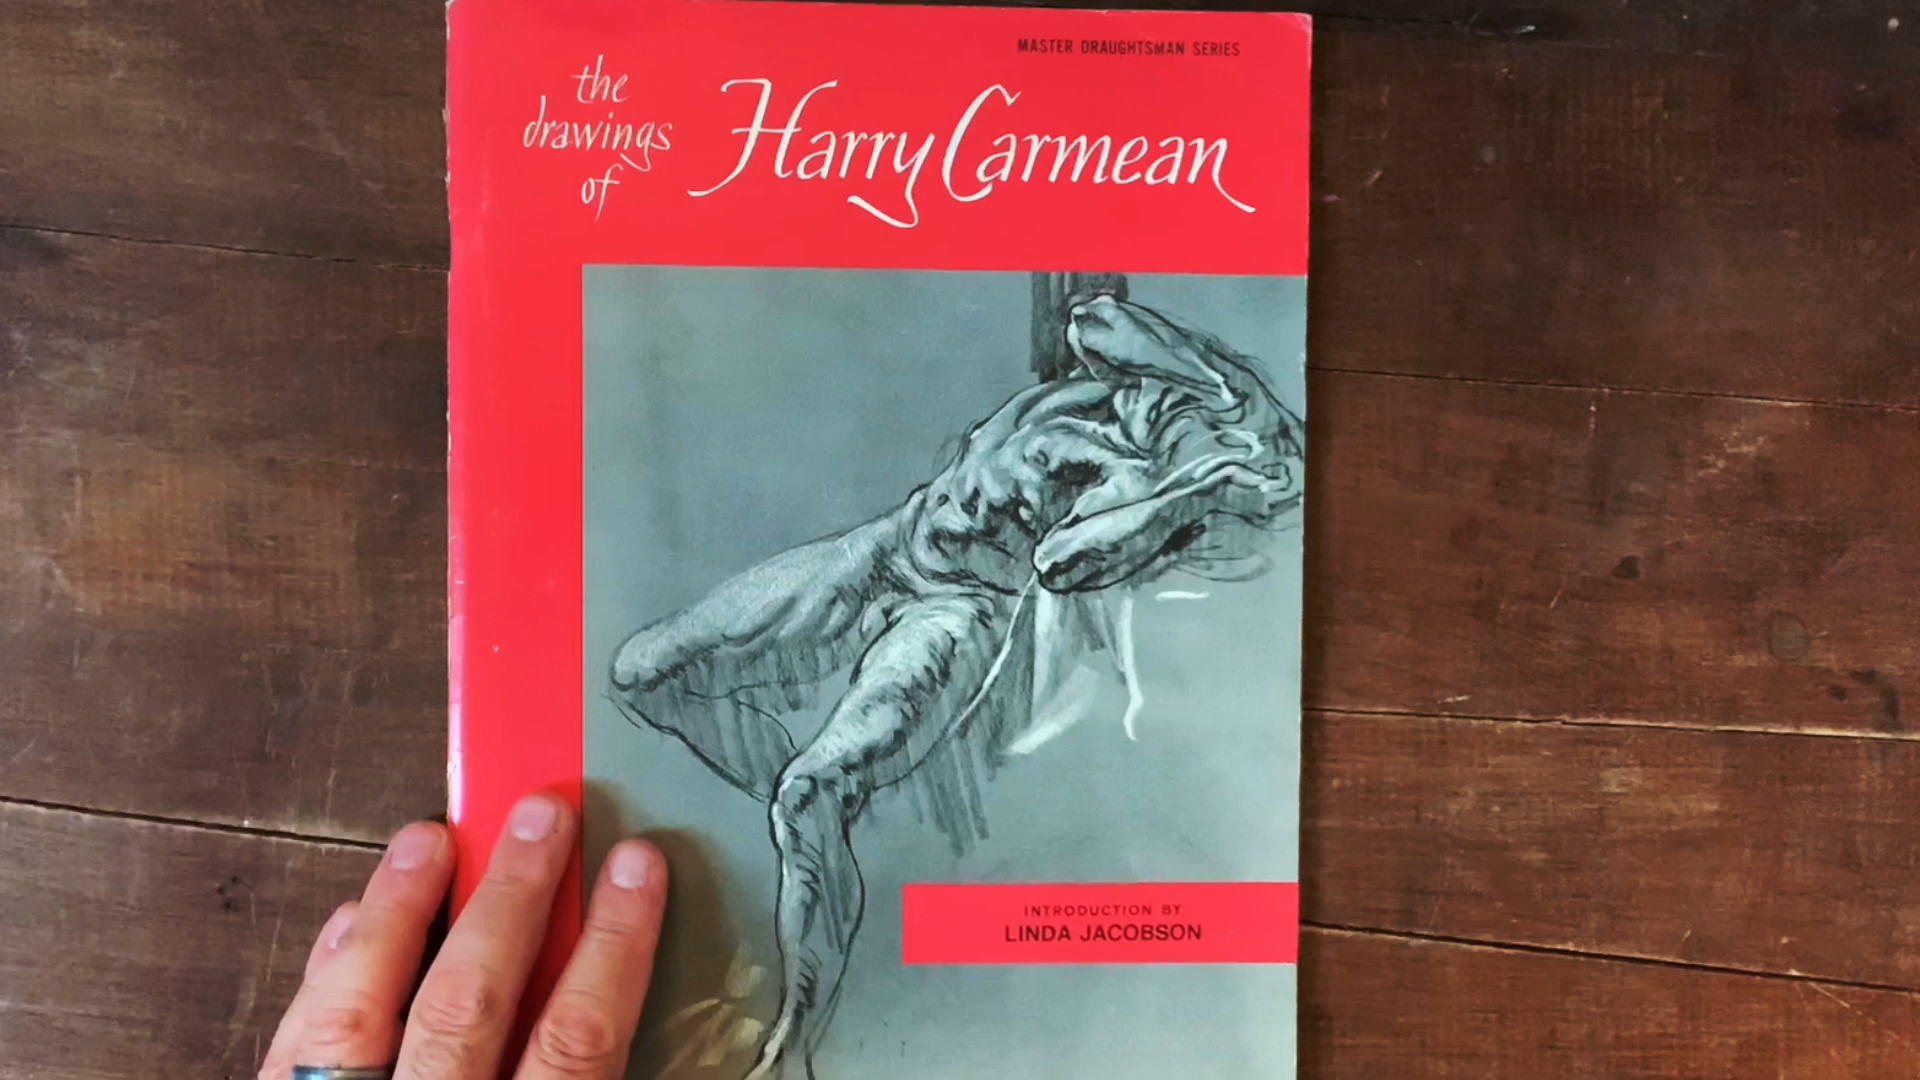 MASTER DRAUGHTSMAN SERIES
the
drawings
of
Harry Carmean
INTRODUCTION BY
LINDA JACOBSON